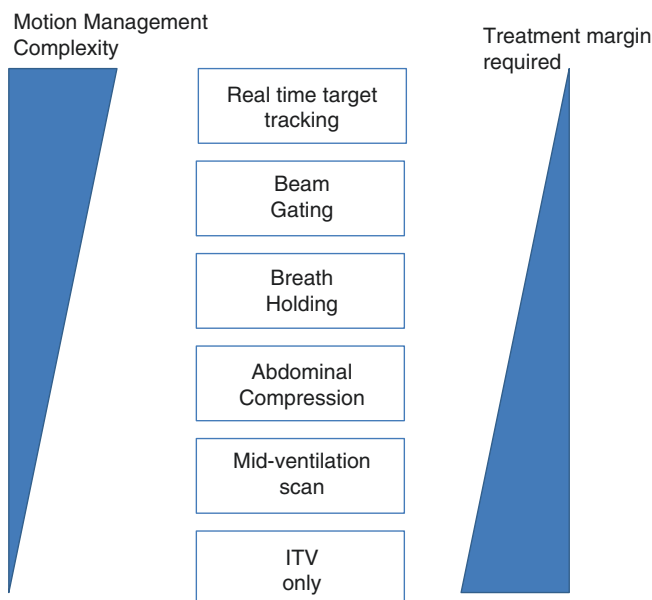 Motion Management
Complexity
Treatment margin
required
Real time target
tracking
Beam
Gating
Breath
Holding
Abdominal
Compression
Mid-ventilation
scan
ITV
only